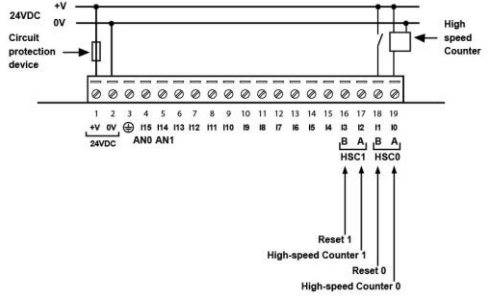 +V
24VDC
0V
High speed Counter
Circuit protection device
1 2 3 4 5 6 7 8 9 10 11 12 13 14 15 16 17 18 19
+V 0V I15 I14 I13 I12 I11 I10 I9 I8 I7 I6 I5 I4 I3 I2 I1 I0
24VDC AN0 AN1 B A B A
HSC1 HSC0
Reset 1
High-speed Counter 1
Reset 0
High-speed Counter 0